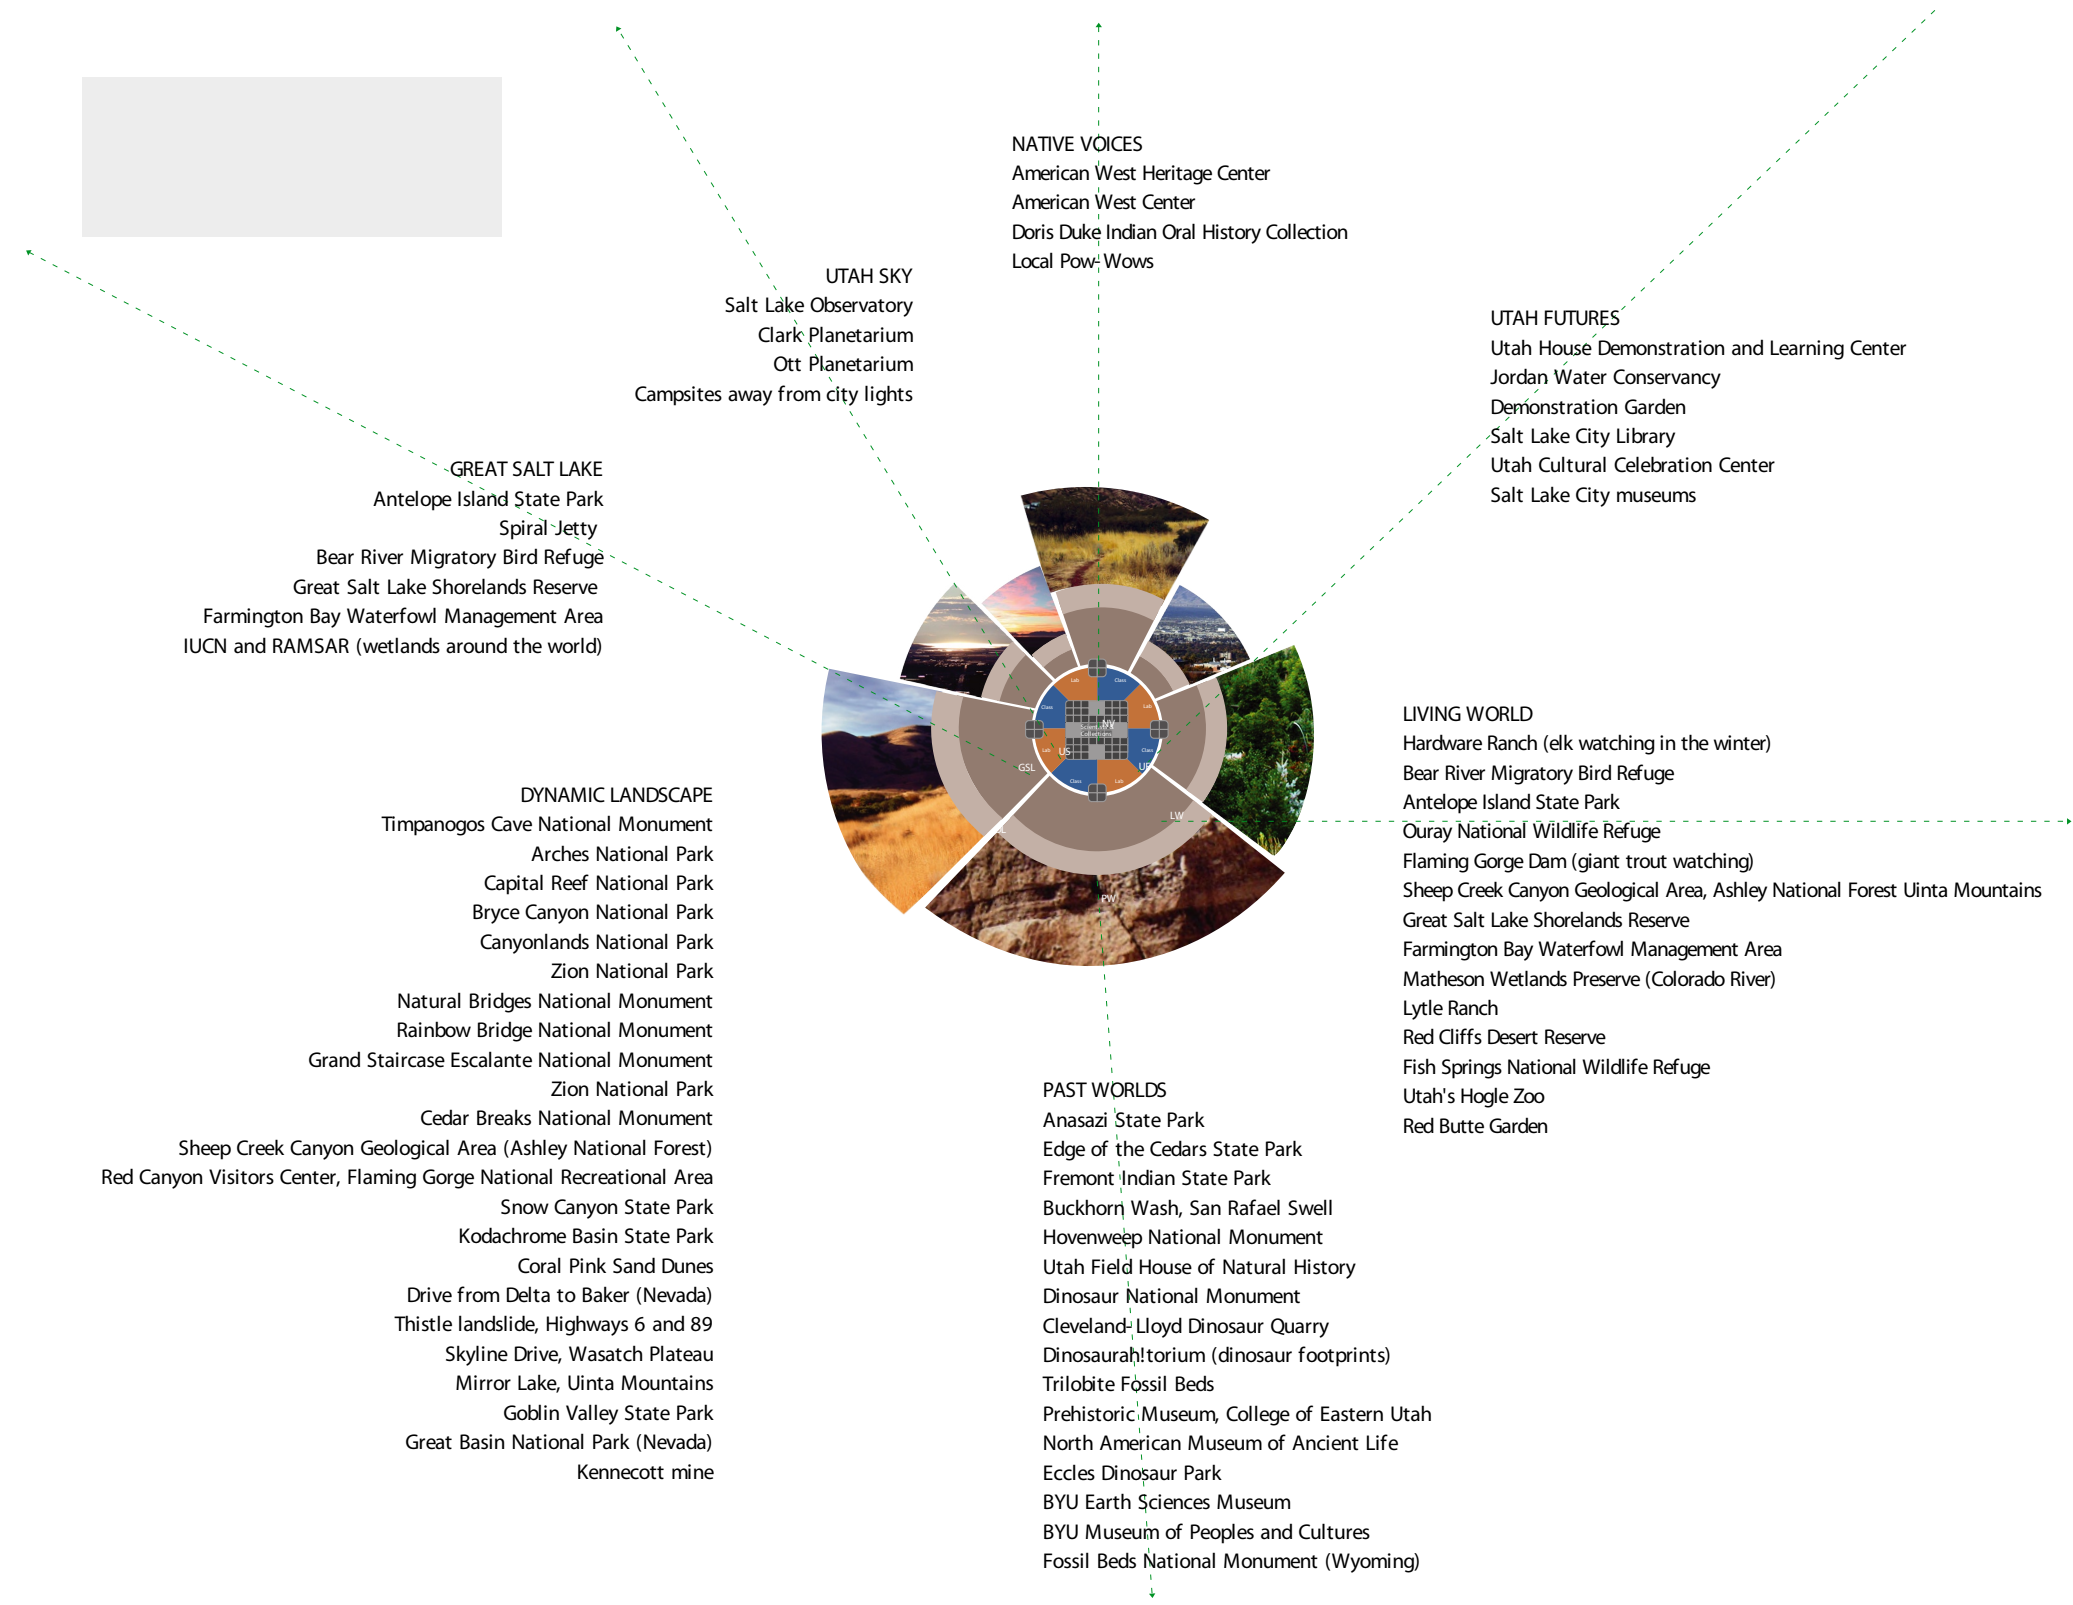 NATIVE VOICES
American West Heritage Center
American West Center
Doris Duke Indian Oral History Collection
Local Pow-Wows
UTAH SKY
Salt Lake Observatory
Clark Planetarium
Ott Planetarium
Campsites away from city lights
UTAH FUTURES
Utah House Demonstration and Learning Center
Jordan Water Conservancy
Demonstration Garden
Salt Lake City Library
Utah Cultural Celebration Center
Salt Lake City museums
GREAT SALT LAKE
Antelope Island State Park
Spiral Jetty
Bear River Migratory Bird Refuge
Great Salt Lake Shorelands Reserve
Farmington Bay Waterfowl Management Area
IUCN and RAMSAR (wetlands around the world)
Lab
Class
Class
Lab
NV
Collections
Lab
US
Class
GSL
UF
Class
Lab
LW
PW
LIVING WORLD
Hardware Ranch (elk watching in the winter)
Bear River Migratory Bird Refuge
Antelope Island State Park
Ouray National Wildlife Refuge
Flaming Gorge Dam (giant trout watching)
Sheep Creek Canyon Geological Area, Ashley National Forest Uinta Mountains
Great Salt Lake Shorelands Reserve
Farmington Bay Waterfowl Management Area
Matheson Wetlands Preserve (Colorado River)
Lytle Ranch
Red Cliffs Desert Reserve
Fish Springs National Wildlife Refuge
Utah's Hogle Zoo
Red Butte Garden
DYNAMIC LANDSCAPE
Timpanogos Cave National Monument
Arches National Park
Capital Reef National Park
Bryce Canyon National Park
Canyonlands National Park
Zion National Park
Natural Bridges National Monument
Rainbow Bridge National Monument
Grand Staircase Escalante National Monument
Zion National Park
Cedar Breaks National Monument
Sheep Creek Canyon Geological Area (Ashley National Forest)
Red Canyon Visitors Center, Flaming Gorge National Recreational Area
Snow Canyon State Park
Kodachrome Basin State Park
Coral Pink Sand Dunes
Drive from Delta to Baker (Nevada)
Thistle landslide, Highways 6 and 89
Skyline Drive, Wasatch Plateau
Mirror Lake, Uinta Mountains
Goblin Valley State Park
Great Basin National Park (Nevada)
Kennecott mine
PAST WORLDS
Anasazi State Park
Edge of the Cedars State Park
Fremont Indian State Park
Buckhorn Wash, San Rafael Swell
Hovenweep National Monument
Utah Field House of Natural History
Dinosaur National Monument
Cleveland-Lloyd Dinosaur Quarry
Dinosaurah!torium (dinosaur footprints)
Trilobite Fossil Beds
Prehistoric Museum, College of Eastern Utah
North American Museum of Ancient Life
Eccles Dinosaur Park
BYU Earth Sciences Museum
BYU Museum of Peoples and Cultures
Fossil Beds National Monument (Wyoming)